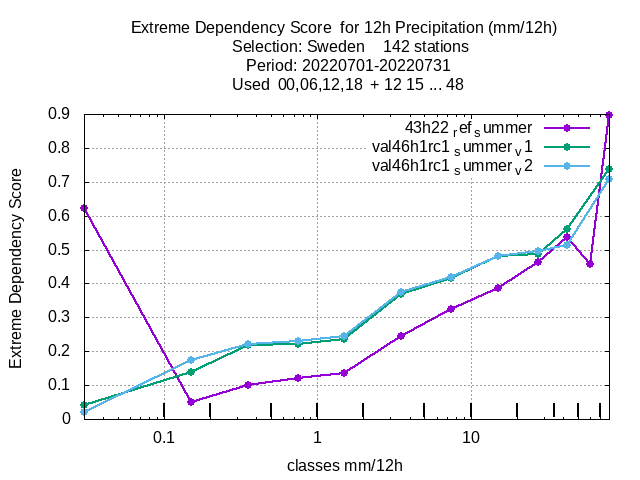 Extreme Dependency Score  for 12h Precipitation (mm/12h)
Selection: Sweden    142 stations
Period: 20220701-20220731
Used  00,06,12,18  + 12 15 ... 48
43h22 ref summer
val46h1rc1 summer v1
val46h1rc1 summer v2
Extreme Dependency Score
0.9
0.8
0.7
0.6
0.5
0.4
0.3
0.2
0.1
0
0.1 1 10
classes mm/12h